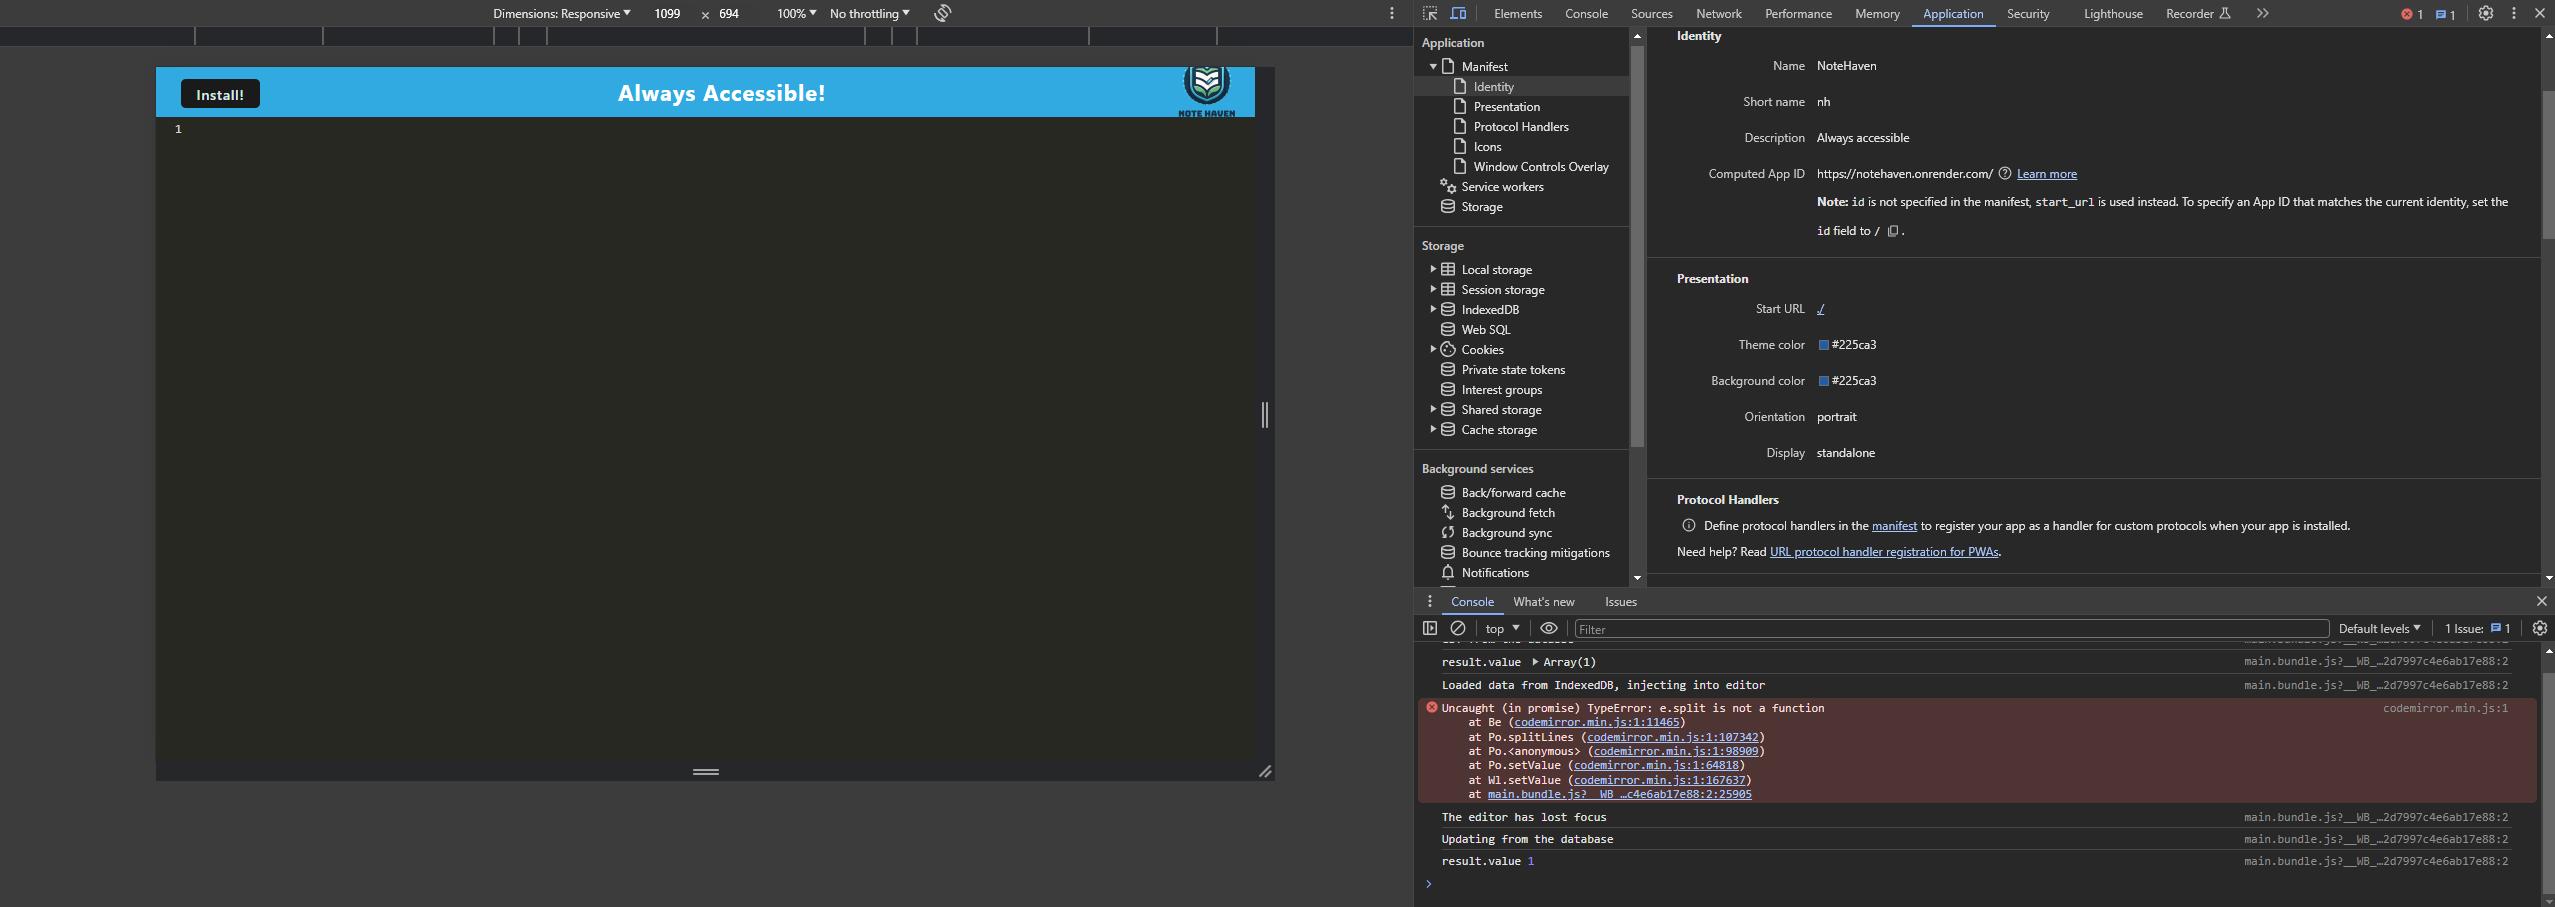 Dimensions: Responsive 1099 × 694 100% No throttling
Install!
Always Accessible!
NOTE HAVEN
1
Elements Console Sources Network Performance Memory Application Security Lighthouse Recorder 1 1
Application
Manifest
Identity
Presentation
Protocol Handlers
Icons
Window Controls Overlay
Service workers
Storage
Storage
Local storage
Session storage
IndexedDB
Web SQL
Cookies
Private state tokens
Interest groups
Shared storage
Cache storage
Background services
Back/forward cache
Background fetch
Background sync
Bounce tracking mitigations
Notifications
Identity
Name NoteHaven
Short name nh
Description Always accessible
Computed App ID https://notehaven.onrender.com/ Learn more
Note: id is not specified in the manifest, start_url is used instead. To specify an App ID that matches the current identity, set the
id field to / .
Presentation
Start URL ./
Theme color #225ca3
Background color #225ca3
Orientation portrait
Display standalone
Protocol Handlers
Define protocol handlers in the manifest to register your app as a handler for custom protocols when your app is installed.
Need help? Read URL protocol handler registration for PWAs.
Console What's new Issues
top Filter Default levels 1 Issue: 1
result.value Array(1) main.bundle.js?__WB_…2d7997c4e6ab17e88:2
Loaded data from IndexedDB, injecting into editor main.bundle.js?__WB_…2d7997c4e6ab17e88:2
Uncaught (in promise) TypeError: e.split is not a function codemirror.min.js:1
at Be (codemirror.min.js:1:11465)
at Po.splitLines (codemirror.min.js:1:107342)
at Po.<anonymous> (codemirror.min.js:1:98909)
at Po.setValue (codemirror.min.js:1:64818)
at Wl.setValue (codemirror.min.js:1:167637)
at main.bundle.js?__WB_…c4e6ab17e88:2:25905
The editor has lost focus main.bundle.js?__WB_…2d7997c4e6ab17e88:2
Updating from the database main.bundle.js?__WB_…2d7997c4e6ab17e88:2
result.value 1 main.bundle.js?__WB_…2d7997c4e6ab17e88:2